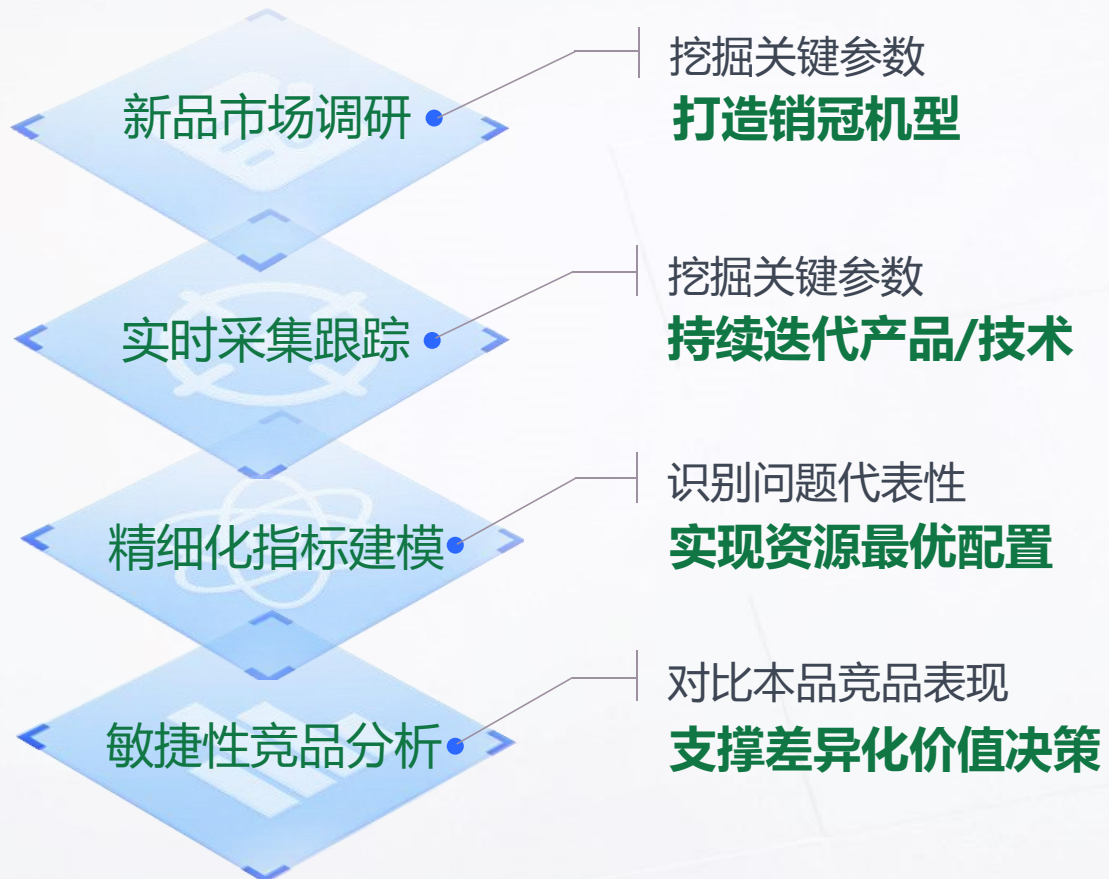 新品市场调研
挖掘关键参数
打造销冠机型
实时采集跟踪
挖掘关键参数
持续迭代产品/技术
精细化指标建模
识别问题代表性
实现资源最优配置
敏捷性竞品分析
对比本品竞品表现
支撑差异化价值决策